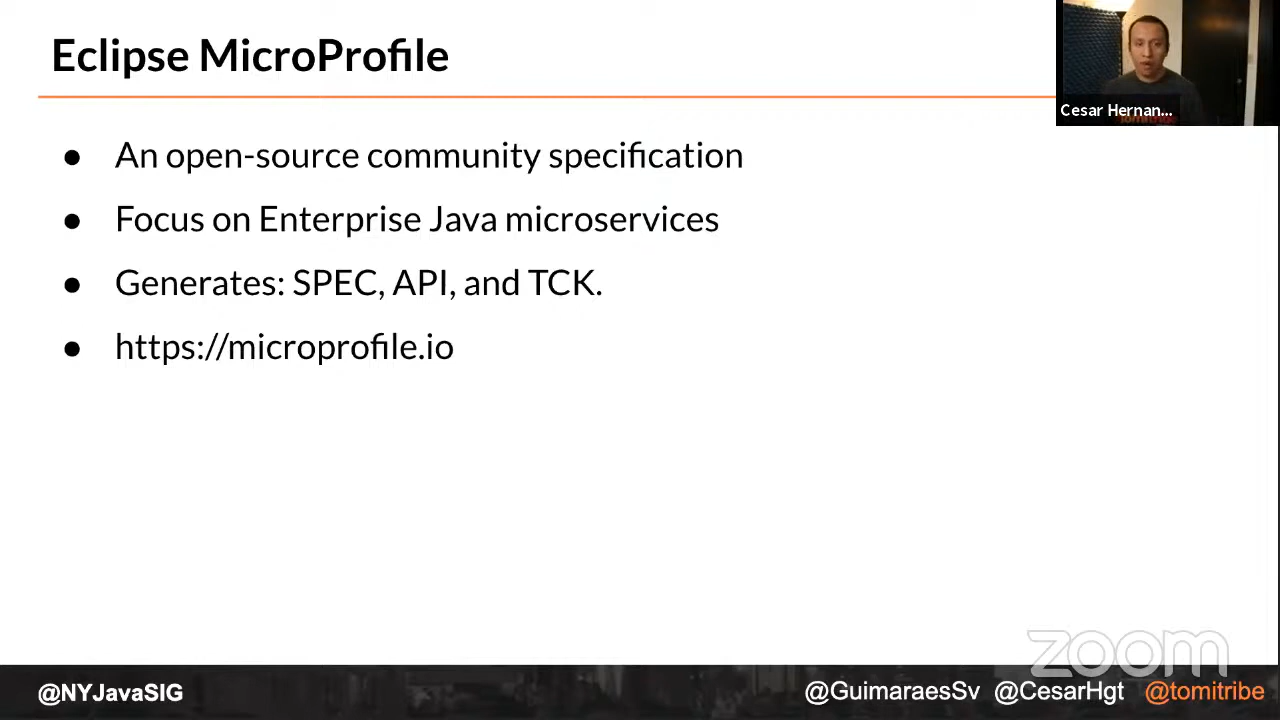 Eclipse MicroProfile
Cesar Hernan...
● An open-source community specification
● Focus on Enterprise Java microservices
● Generates: SPEC, API, and TCK.
● https://microprofile.io
zoom
@NYJavaSIG
@GuimaraesSv @CesarHgt @tomitribe